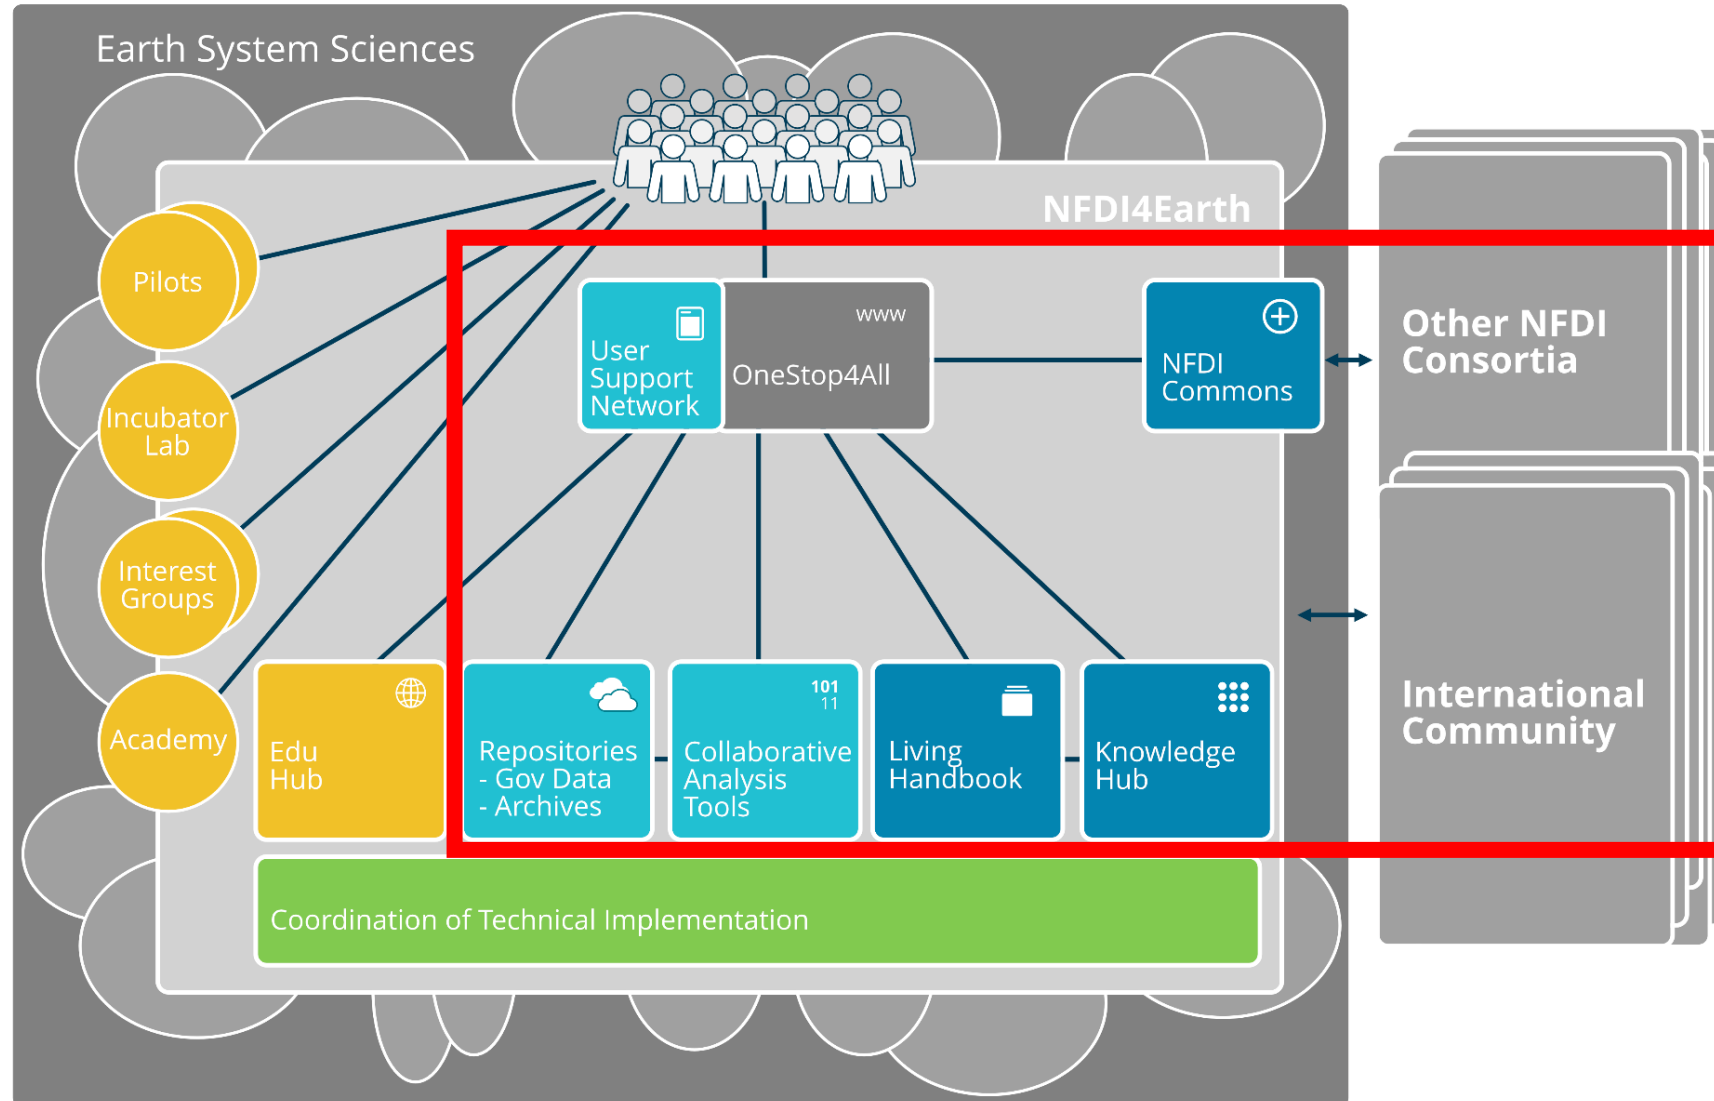 Earth System Sciences
NFDI4Earth
Pilots
Incubator
Lab
Interest
Groups
Academy
User
Support
Network
www
OneStop4All
NFDI
Commons
Other NFDI
Consortia
International
Community
Edu
Hub
Repositories
- Gov Data
- Archives
101
11
Collaborative
Analysis
Tools
Living
Handbook
Knowledge
Hub
Coordination of Technical Implementation